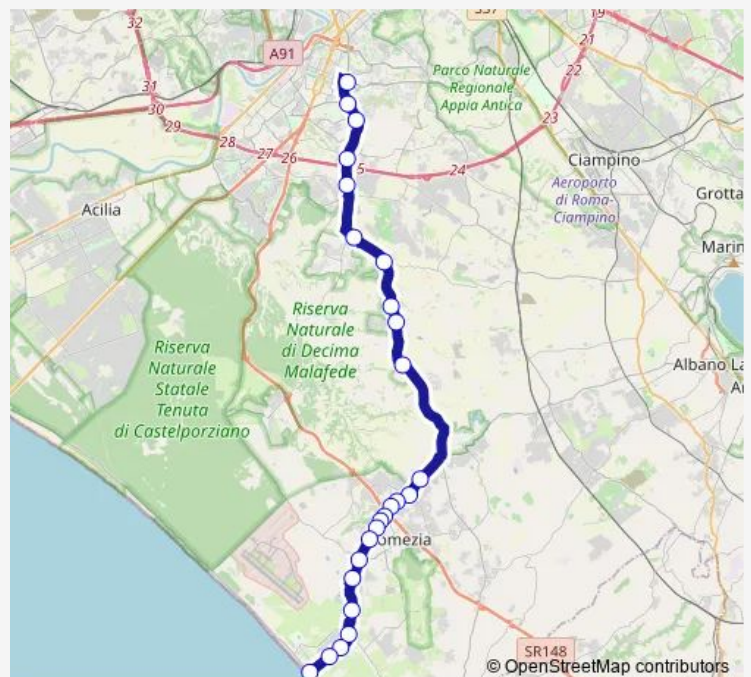 32
S37
19
21
A91
Parco Naturale
Regionale
Appia Antica
22
31
30
23
29
28
27
26
5
24
Ciampino
Aeroporto
di Roma-
Ciampino
Grotta
Acilia
Marin
Riserva
Naturale
di Decima
Malafede
Riserva
Naturale
Statale
Tenuta
di Castelporziano
Albano La
omezia
SR148
© OpenStreetMap contributors